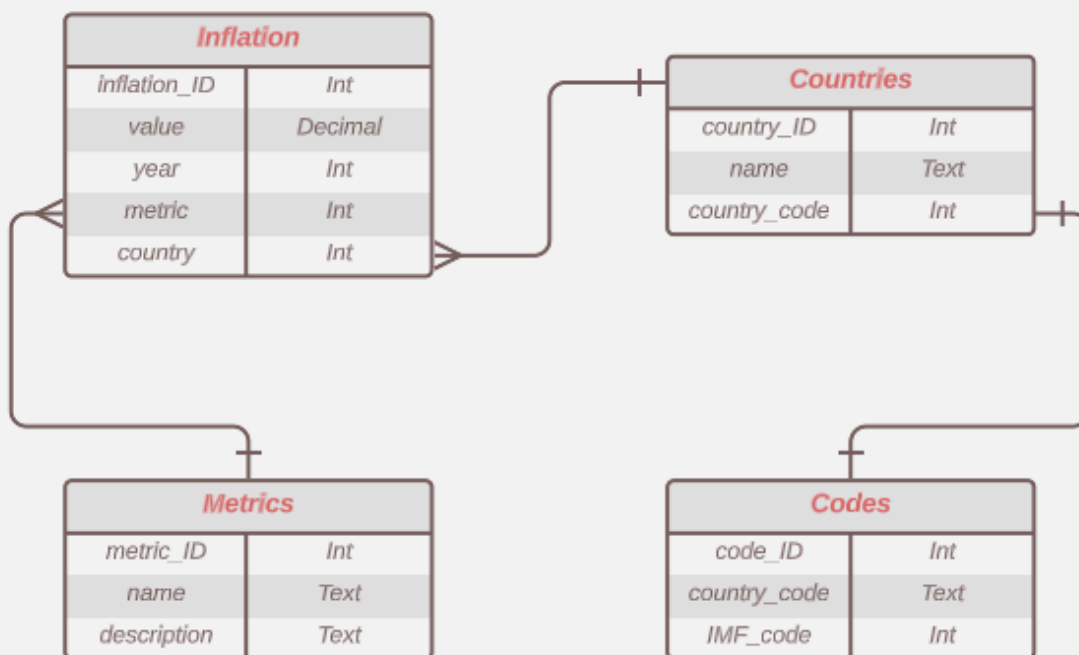 Inflation
inflation_ID Int
value Decimal
year Int
metric Int
country Int
Countries
country_ID Int
name Text
country_code Int
Metrics
metric_ID Int
name Text
description Text
Codes
code_ID Int
country_code Text
IMF_code Int